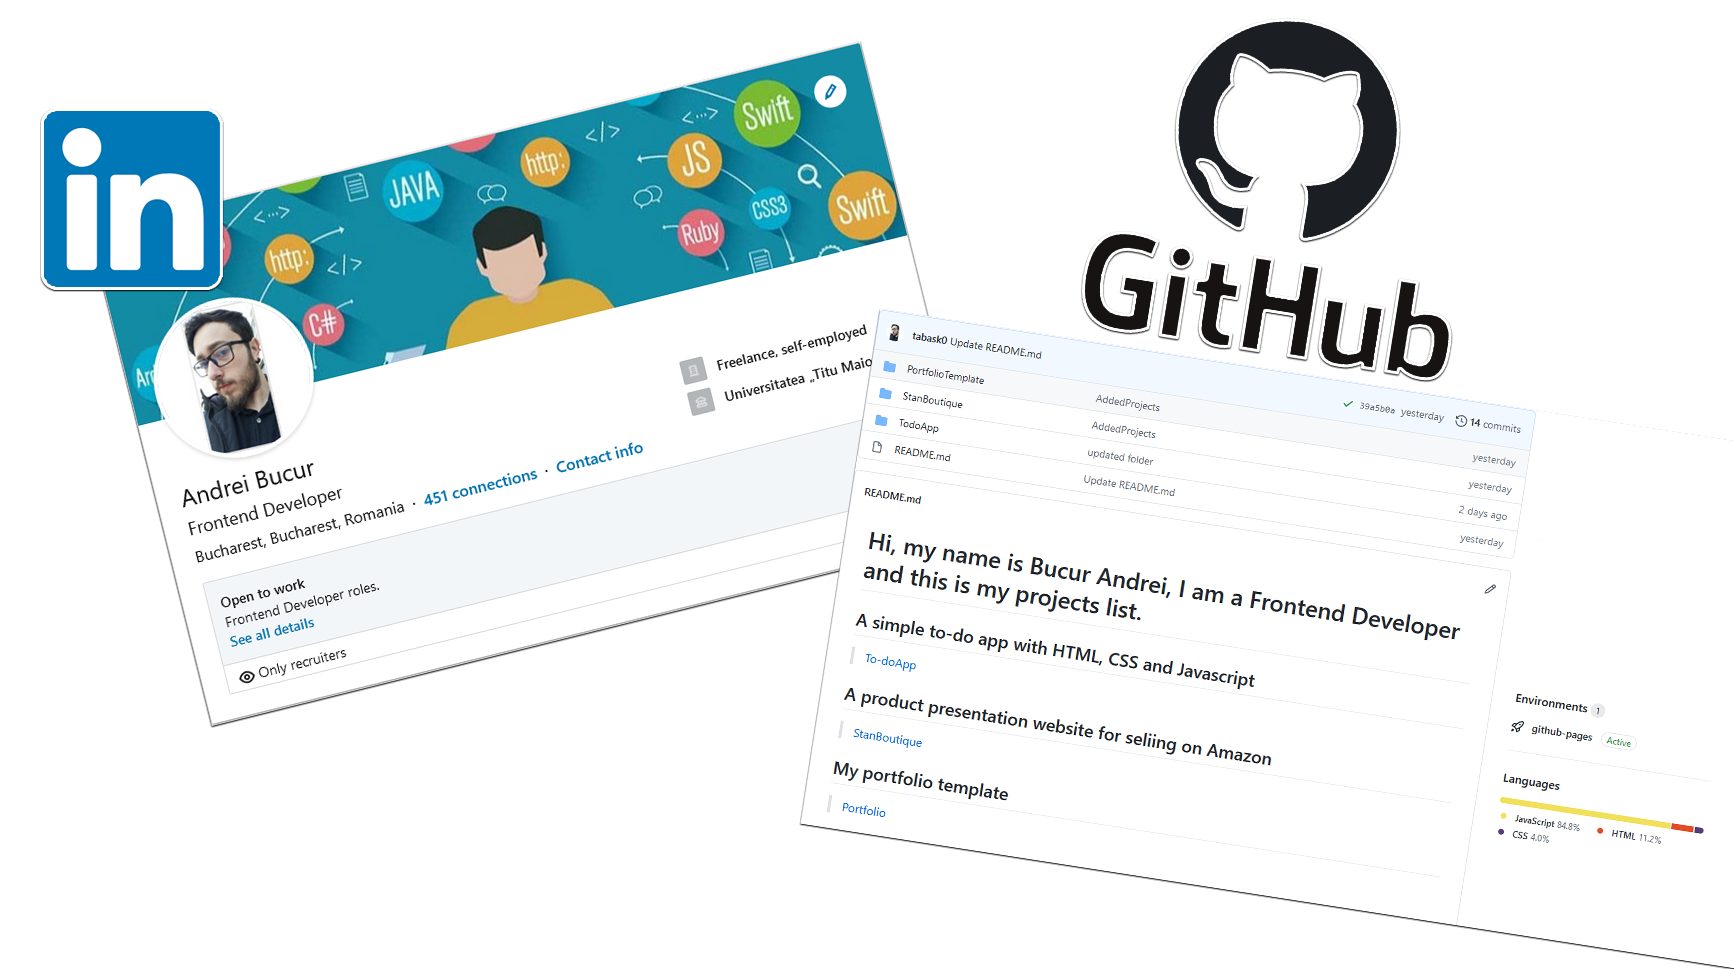 in
Swift
JS
http:
JAVA
CSS3
Swift
Ruby
http:
C#
Freelance, self-employed
Universitatea „Titu Maio
Andrei Bucur
Frontend Developer
Bucharest, Bucharest, Romania · 451 connections · Contact info
Open to work
Frontend Developer roles.
See all details
Only recruiters
GitHub
tabask0 Update README.md
39a5b0a yesterday 14 commits
PortfolioTemplate AddedProjects yesterday
StanBoutique AddedProjects yesterday
TodoApp updated folder 2 days ago
README.md Update README.md yesterday
README.md
Hi, my name is Bucur Andrei, I am a Frontend Developer
and this is my projects list.
A simple to-do app with HTML, CSS and Javascript
To-doApp
A product presentation website for seliing on Amazon
StanBoutique
My portfolio template
Portfolio
Environments 1
github-pages Active
Languages
JavaScript 84.8% HTML 11.2%
CSS 4.0%